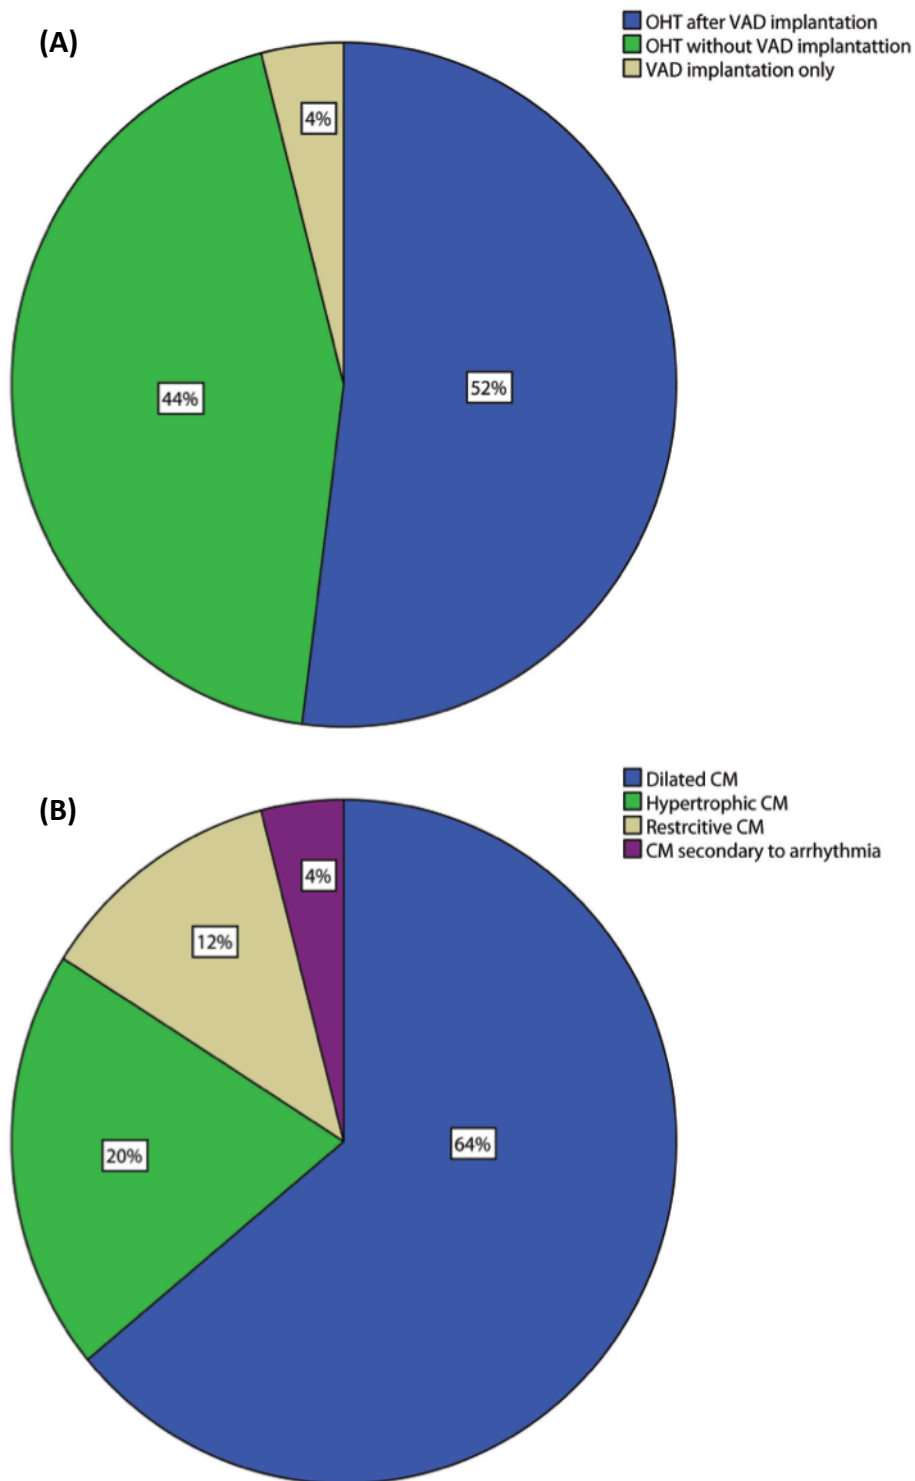 (A)
OHT after VAD implantation
OHT without VAD implantattion
VAD implantation only
4%
44%
52%
(B)
Dilated CM
Hypertrophic CM
Restrcitive CM
CM secondary to arrhythmia
4%
12%
20%
64%